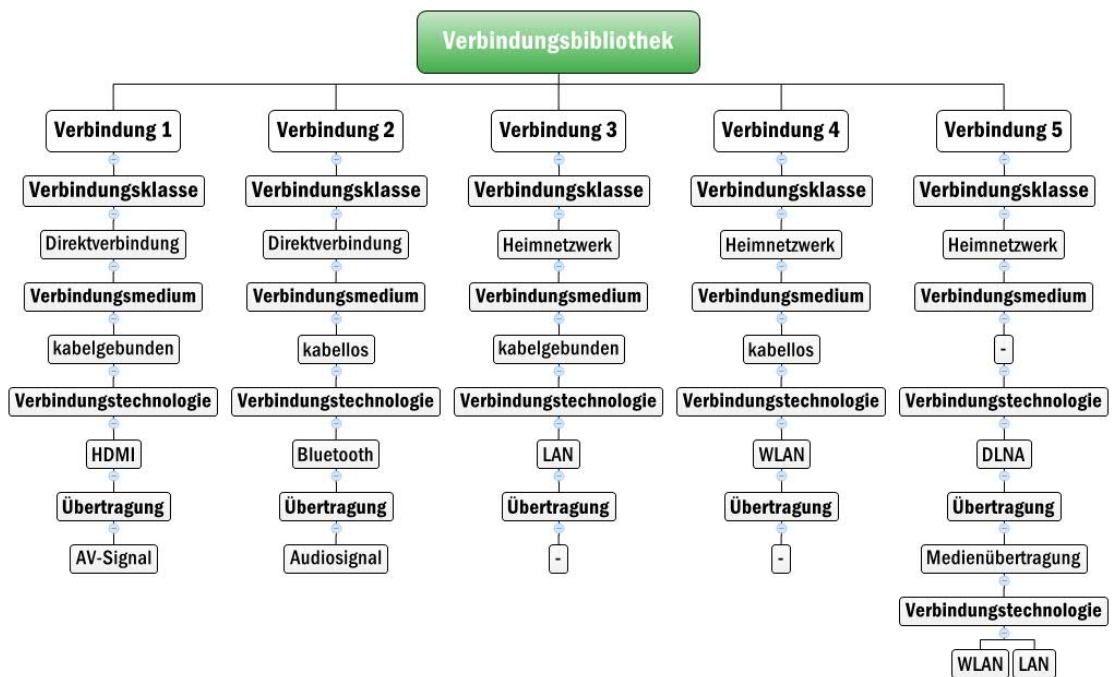 Verbindungsbibliothek
Verbindung 1
Verbindungsklasse
Direktverbindung
Verbindungsmedium
kabelgebunden
Verbindungstechnologie
HDMI
Übertragung
AV-Signal
Verbindung 2
Verbindungsklasse
Direktverbindung
Verbindungsmedium
kabellos
Verbindungstechnologie
Bluetooth
Übertragung
Audiosignal
Verbindung 3
Verbindungsklasse
Heimnetzwerk
Verbindungsmedium
kabelgebunden
Verbindungstechnologie
LAN
Übertragung
-
Verbindung 4
Verbindungsklasse
Heimnetzwerk
Verbindungsmedium
kabellos
Verbindungstechnologie
WLAN
Übertragung
-
Verbindung 5
Verbindungsklasse
Heimnetzwerk
Verbindungsmedium
-
Verbindungstechnologie
DLNA
Übertragung
Medienübertragung
Verbindungstechnologie
WLAN LAN